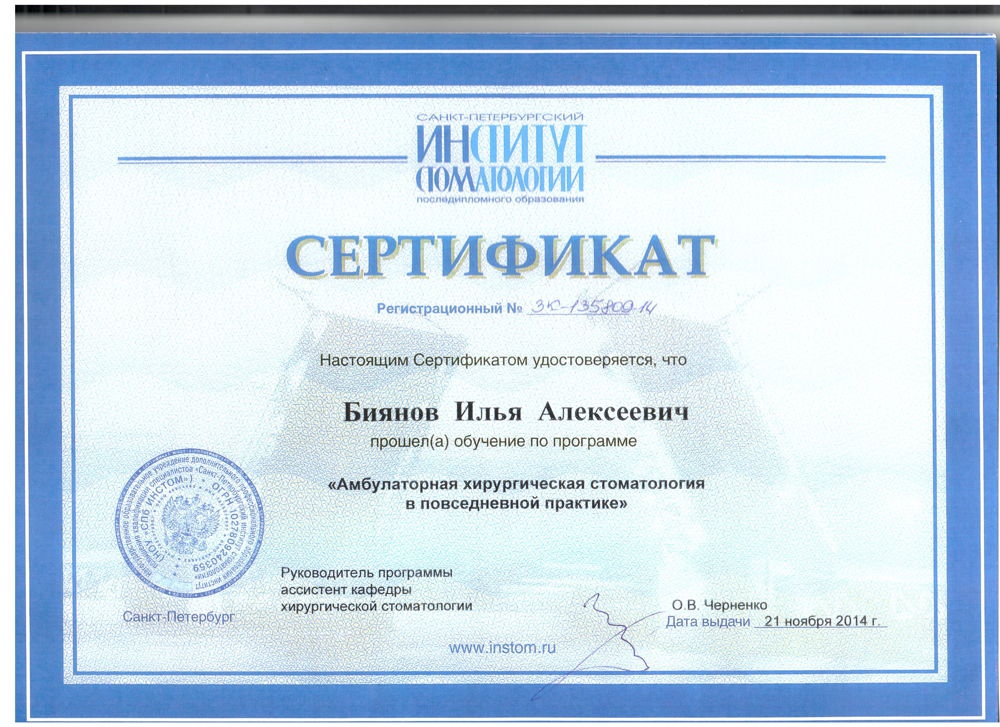 САНКТ-ПЕТЕРБУРГСКИЙ
ИНСТИТУТ
СТОМАТОЛОГИИ
последипломного образования
СЕРТИФИКАТ
Регистрационный № ЗК-135809-14
Настоящим Сертификатом удостоверяется, что
Биянов Илья Алексеевич
прошел(а) обучение по программе
«Амбулаторная хирургическая стоматология
в повседневной практике»
(НОУ «СПБ ИНСТОМ») * ОГРН 1027809240359
Руководитель программы
ассистент кафедры
хирургической стоматологии
О.В. Черненко
Санкт-Петербург
Дата выдачи 21 ноября 2014 г.
www.instom.ru